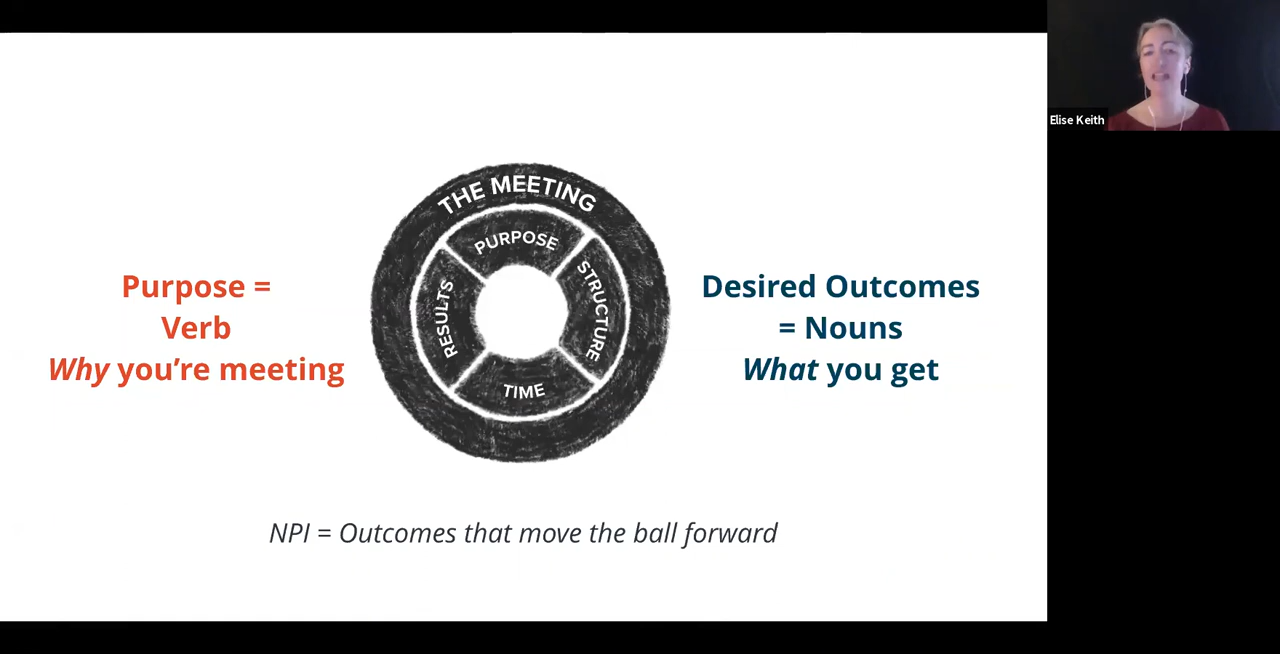 THE MEETING
PURPOSE
STRUCTURE
TIME
RESULTS
Purpose =
Verb
Why you’re meeting
Desired Outcomes
= Nouns
What you get
NPI = Outcomes that move the ball forward
Elise Keith